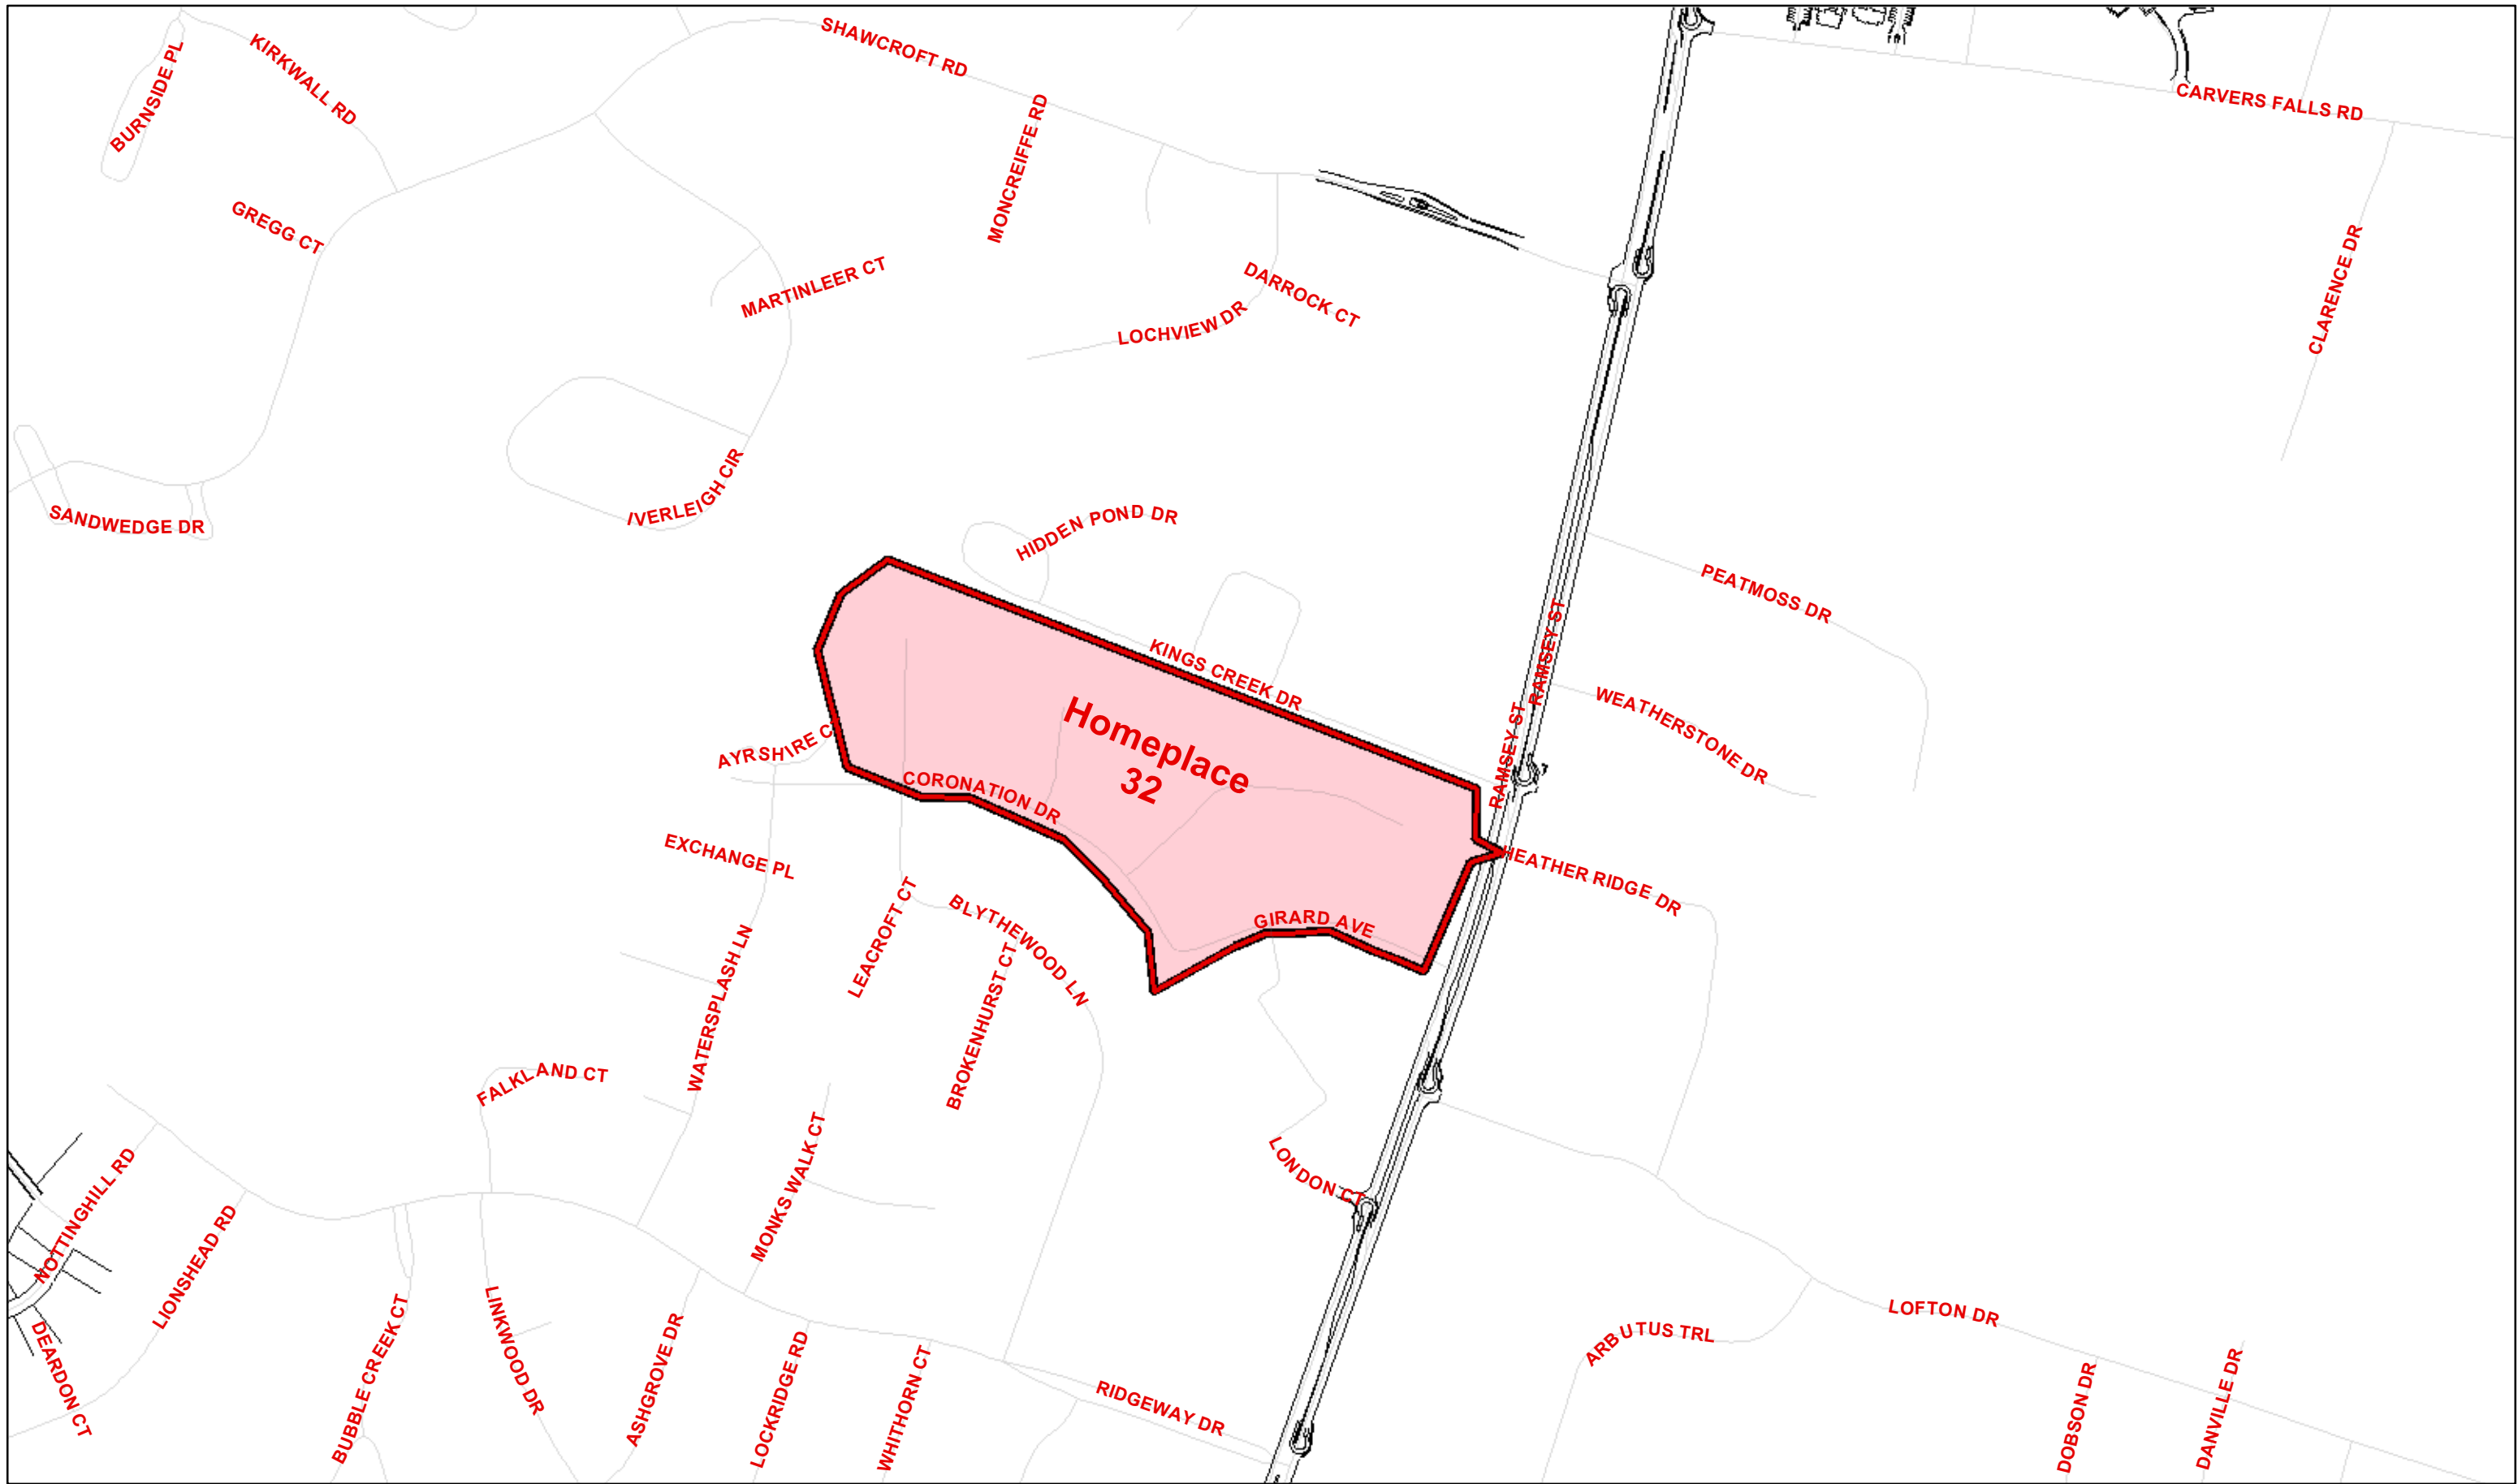 SHAWCROFT RD
KIRKWALL RD
BURNSIDE PL
CARVERS FALLS RD
MONCREIFFE RD
GREGG CT
MARTINLEER CT
DARROCK CT
LOCHVIEW DR
CLARENCE DR
IVERLEIGH CIR
SANDWEDGE DR
HIDDEN POND DR
PEATMOSS DR
KINGS CREEK DR
RAMSEY ST
RAMSEY ST
WEATHERSTONE DR
Homeplace
32
AYRSHIRE C
CORONATION DR
EXCHANGE PL
HEATHER RIDGE DR
LEACROFT CT
BLYTHEWOOD LN
GIRARD AVE
WATERSPLASH LN
BROKENHURST CT
FALKLAND CT
MONKS WALK CT
LONDON CT
NOTTINGHILL RD
LIONSHEAD RD
DEARDON CT
BUBBLE CREEK CT
LINKWOOD DR
ASHGROVE DR
LOCKRIDGE RD
WHITHORN CT
RIDGEWAY DR
ARBUTUS TRL
LOFTON DR
DOBSON DR
DANVILLE DR